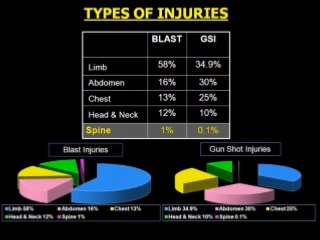 TYPES OF INJURIES
BLAST GSI
Limb 58% 34.9%
Abdomen 16% 30%
Chest 13% 25%
Head & Neck 12% 10%
Spine 1% 0.1%
Blast Injuries
Gun Shot Injuries
Limb 58% Abdomen 16% Chest 13%
Head & Neck 12% Spine 1%
Limb 34.9% Abdomen 30% Chest 25%
Head & Neck 10% Spine 0.1%